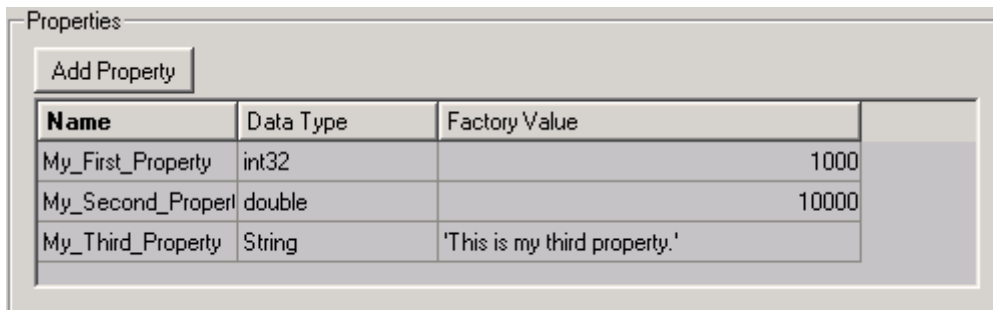 Properties
Add Property
Name Data Type Factory Value
My_First_Property int32 1000
My_Second_Propert double 10000
My_Third_Property String 'This is my third property.'